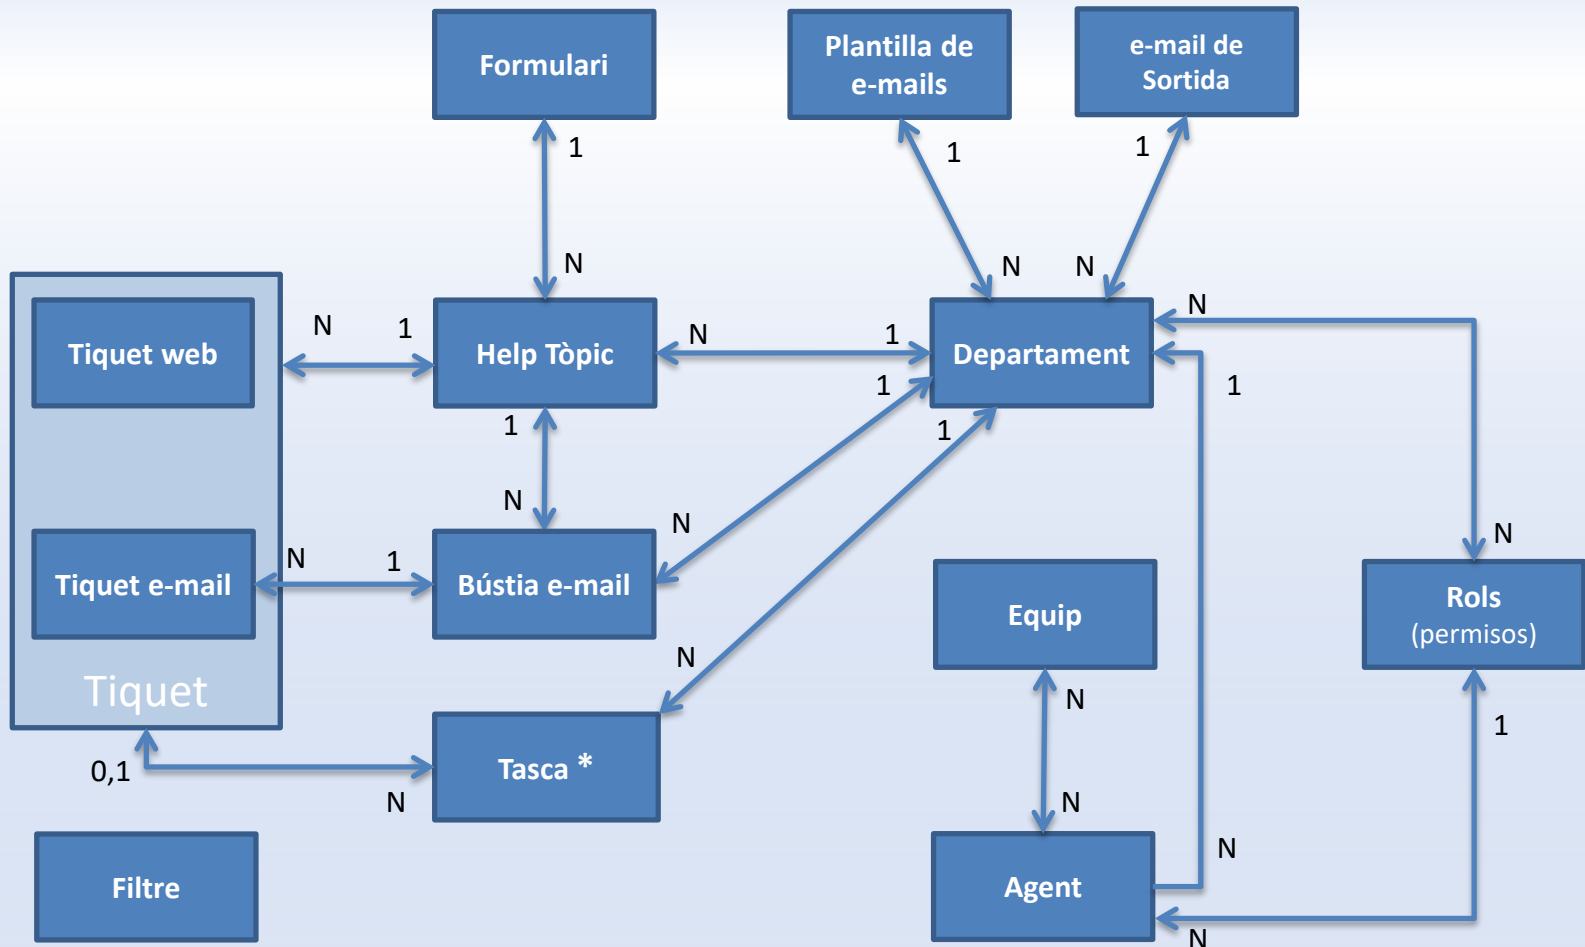 Formulari
Plantilla de
e-mails
e-mail de
Sortida
1
1
1
N
N
N
Tiquet web
N
1
Help Tòpic
N
1
Departament
N
1
1
1
1
N
N
N
Tiquet e-mail
N
1
Bústia e-mail
Equip
Rols
(permisos)
Tiquet
N
N
1
0,1
N
Tasca *
N
N
Filtre
Agent
N